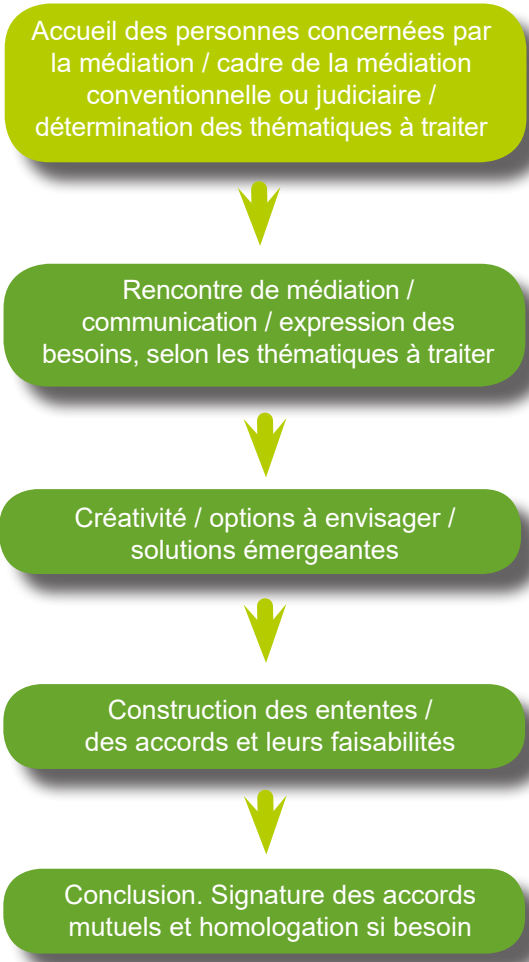 Accueil des personnes concernées par
la médiation / cadre de la médiation
conventionnelle ou judiciaire /
détermination des thématiques à traiter
Rencontre de médiation /
communication / expression des
besoins, selon les thématiques à traiter
Créativité / options à envisager /
solutions émergeantes
Construction des ententes /
des accords et leurs faisabilités
Conclusion. Signature des accords
mutuels et homologation si besoin